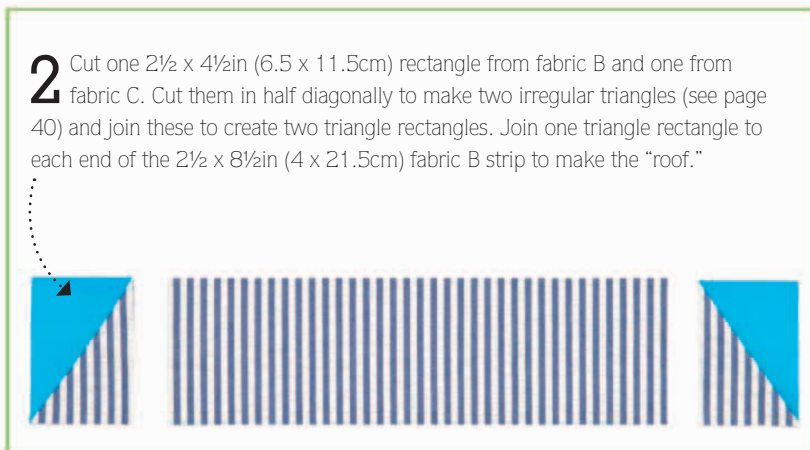 2 Cut one 2½ x 4½in (6.5 x 11.5cm) rectangle from fabric B and one from
fabric C. Cut them in half diagonally to make two irregular triangles (see page
40) and join these to create two triangle rectangles. Join one triangle rectangle to
each end of the 2½ x 8½in (4 x 21.5cm) fabric B strip to make the “roof.”